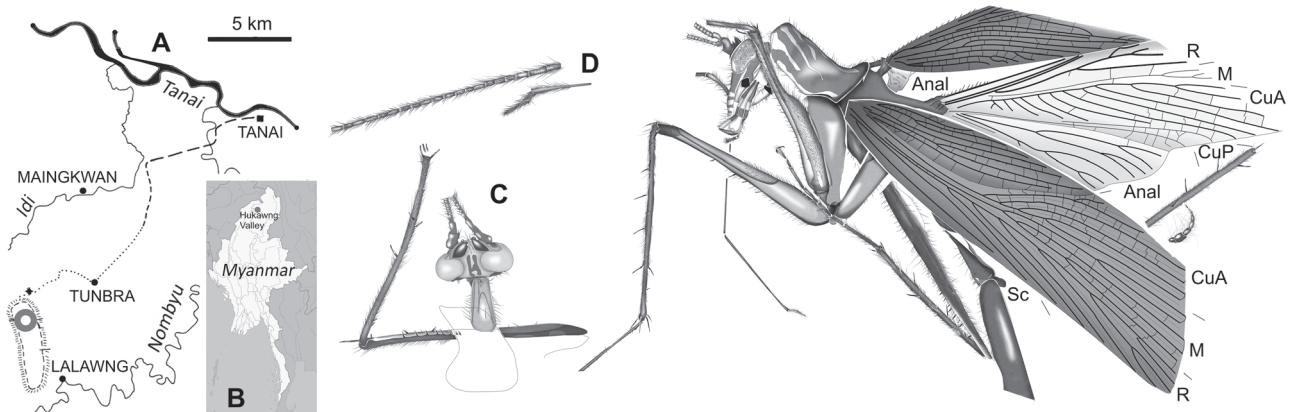 A
5 km
Tanai
TANAI
MAINGKWAN
Idi
TUNBRA
Nombyu
LALAWNG
Hukawng
Valley
Myanmar
B
D
C
R
M
CuA
Anal
CuP
Anal
Sc
CuA
M
R